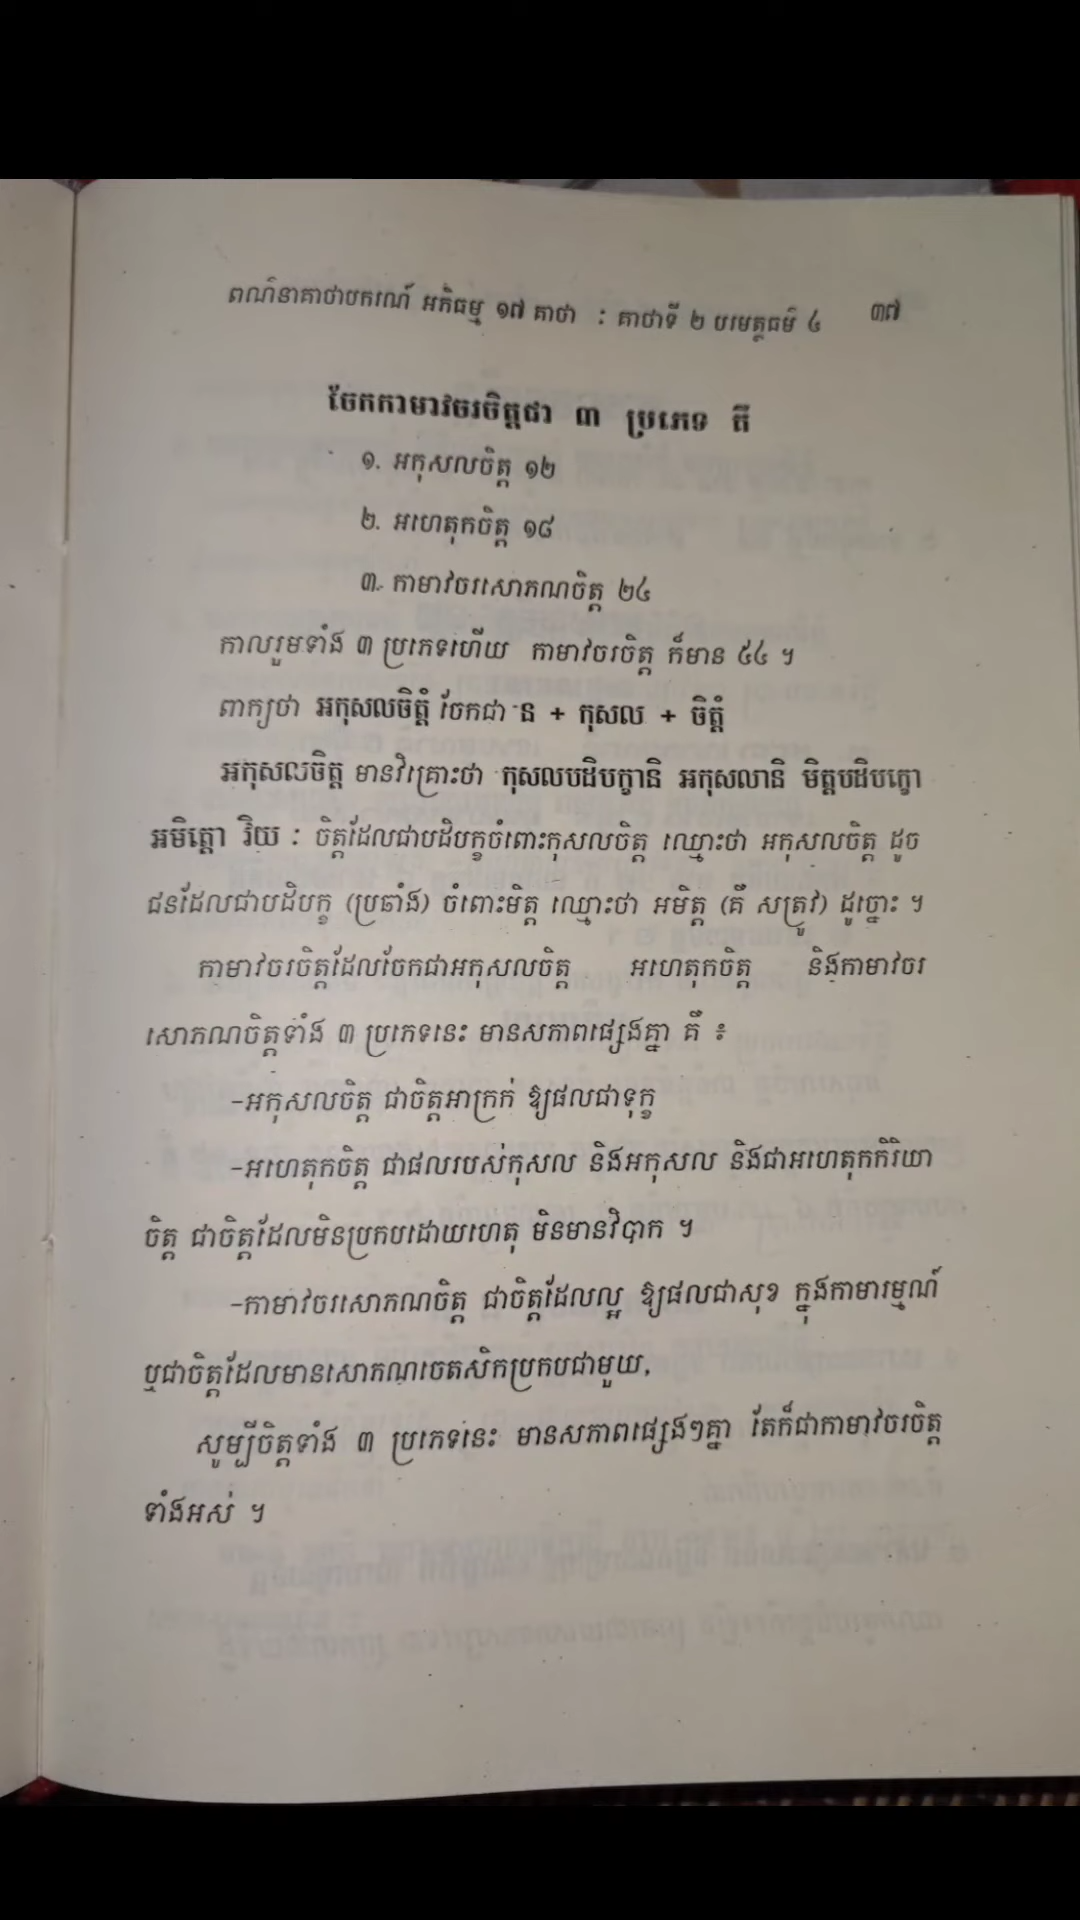 ពណ៌នាគាថាបករណ៍ អភិធម្ម ១៧ គាថា : គាថាទី ២ បរមត្ថធម៌ ៤ ៣៧
ចែកកាមាវចរចិត្តជា ៣ ប្រភេទ គឺ
១. អកុសលចិត្ត ១២
២. អហេតុកចិត្ត ១៨
៣. កាមាវចរសោភណចិត្ត ២៤
កាលរួមទាំង ៣ ប្រភេទហើយ កាមាវចរចិត្ត ក៏មាន ៥៤ ។
ពាក្យថា អកុសលចិត្តំ ចែកជា ន + កុសល + ចិត្តំ
អកុសលចិត្ត មានវិគ្រោះថា កុសលបដិបក្ខានិ អកុសលានិ មិត្តបដិបក្ខោ
អមិត្តោ វិយ : ចិត្តដែលជាបដិបក្ខចំពោះកុសលចិត្ត ឈ្មោះថា អកុសលចិត្ត ដូច
ជនដែលជាបដិបក្ខ (ប្រឆាំង) ចំពោះមិត្ត ឈ្មោះថា អមិត្ត (គឺ សត្រូវ) ដូច្នោះ ។
កាមាវចរចិត្តដែលចែកជាអកុសលចិត្ត អហេតុកចិត្ត និងកាមាវចរ
សោភណចិត្តទាំង ៣ ប្រភេទនេះ មានសភាពផ្សេងគ្នា គឺ ៖
-អកុសលចិត្ត ជាចិត្តអាក្រក់ ឱ្យផលជាទុក្ខ
-អហេតុកចិត្ត ជាផលរបស់កុសល និងអកុសល និងជាអហេតុកកិរិយា
ចិត្ត ជាចិត្តដែលមិនប្រកបដោយហេតុ មិនមានវិបាក ។
-កាមាវចរសោភណចិត្ត ជាចិត្តដែលល្អ ឱ្យផលជាសុខ ក្នុងកាមារម្មណ៍
ឬជាចិត្តដែលមានសោភណចេតសិកប្រកបជាមួយ,
សូម្បីចិត្តទាំង ៣ ប្រភេទនេះ មានសភាពផ្សេងៗគ្នា តែក៏ជាកាមាវចរចិត្ត
ទាំងអស់ ។